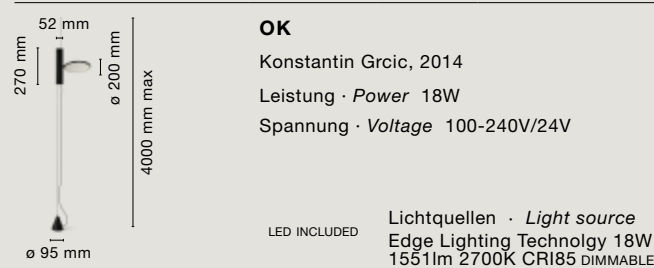 52 mm
270 mm
ø 200 mm
4000 mm max
ø 95 mm
OK
Konstantin Grcic, 2014
Leistung · Power 18W
Spannung · Voltage 100-240V/24V
LED INCLUDED
Lichtquellen · Light source
Edge Lighting Technolgy 18W
1551lm 2700K CRI85 DIMMABLE